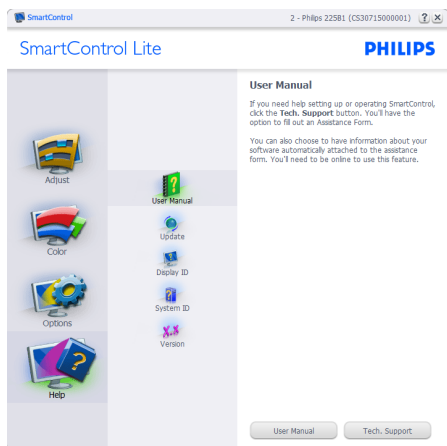 SmartControl
2 - Philips 225B1 (CS30715000001)
SmartControl Lite
PHILIPS
Adjust
Color
Options
Help
User Manual
Update
Display ID
System ID
X.X
Version
User Manual
If you need help setting up or operating SmartControl,
click the Tech. Support button. You'll have the
option to fill out an Assistance Form.
You can also choose to have information about your
software automatically attached to the assistance
form. You'll need to be online to use this feature.
User Manual
Tech. Support